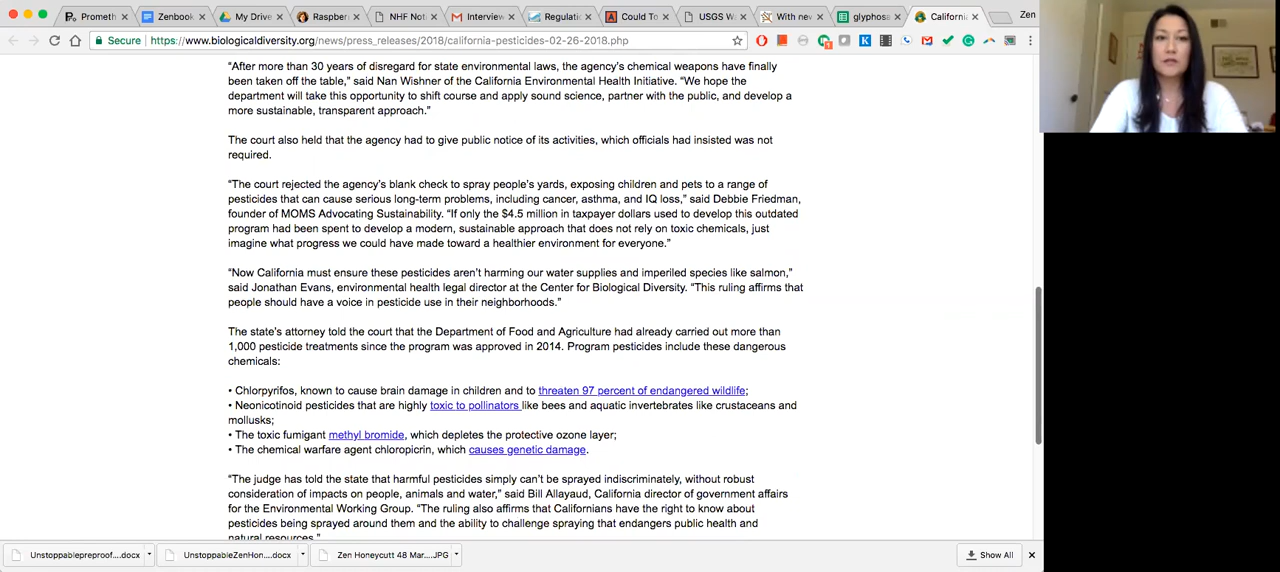 Prometh
Zenbook
My Drive
Raspberr
NHF Not
Interview
Regulatio
Could To
USGS W
With new
glyphosa
California
Zen
Secure
https://www.biologicaldiversity.org/news/press_releases/2018/california-pesticides-02-26-2018.php
“After more than 30 years of disregard for state environmental laws, the agency’s chemical weapons have finally
been taken off the table,” said Nan Wishner of the California Environmental Health Initiative. “We hope the
department will take this opportunity to shift course and apply sound science, partner with the public, and develop a
more sustainable, transparent approach.”
The court also held that the agency had to give public notice of its activities, which officials had insisted was not
required.
“The court rejected the agency’s blank check to spray people’s yards, exposing children and pets to a range of
pesticides that can cause serious long-term problems, including cancer, asthma, and IQ loss,” said Debbie Friedman,
founder of MOMS Advocating Sustainability. “If only the $4.5 million in taxpayer dollars used to develop this outdated
program had been spent to develop a modern, sustainable approach that does not rely on toxic chemicals, just
imagine what progress we could have made toward a healthier environment for everyone.”
“Now California must ensure these pesticides aren’t harming our water supplies and imperiled species like salmon,”
said Jonathan Evans, environmental health legal director at the Center for Biological Diversity. “This ruling affirms that
people should have a voice in pesticide use in their neighborhoods.”
The state’s attorney told the court that the Department of Food and Agriculture had already carried out more than
1,000 pesticide treatments since the program was approved in 2014. Program pesticides include these dangerous
chemicals:
• Chlorpyrifos, known to cause brain damage in children and to threaten 97 percent of endangered wildlife;
• Neonicotinoid pesticides that are highly toxic to pollinators like bees and aquatic invertebrates like crustaceans and
mollusks;
• The toxic fumigant methyl bromide, which depletes the protective ozone layer;
• The chemical warfare agent chloropicrin, which causes genetic damage.
“The judge has told the state that harmful pesticides simply can’t be sprayed indiscriminately, without robust
consideration of impacts on people, animals and water,” said Bill Allayaud, California director of government affairs
for the Environmental Working Group. “The ruling also affirms that Californians have the right to know about
pesticides being sprayed around them and the ability to challenge spraying that endangers public health and
natural resources.”
Unstoppablepreproof....docx
UnstoppableZenHon...docx
Zen Honeycutt 48 Mar....JPG
Show All